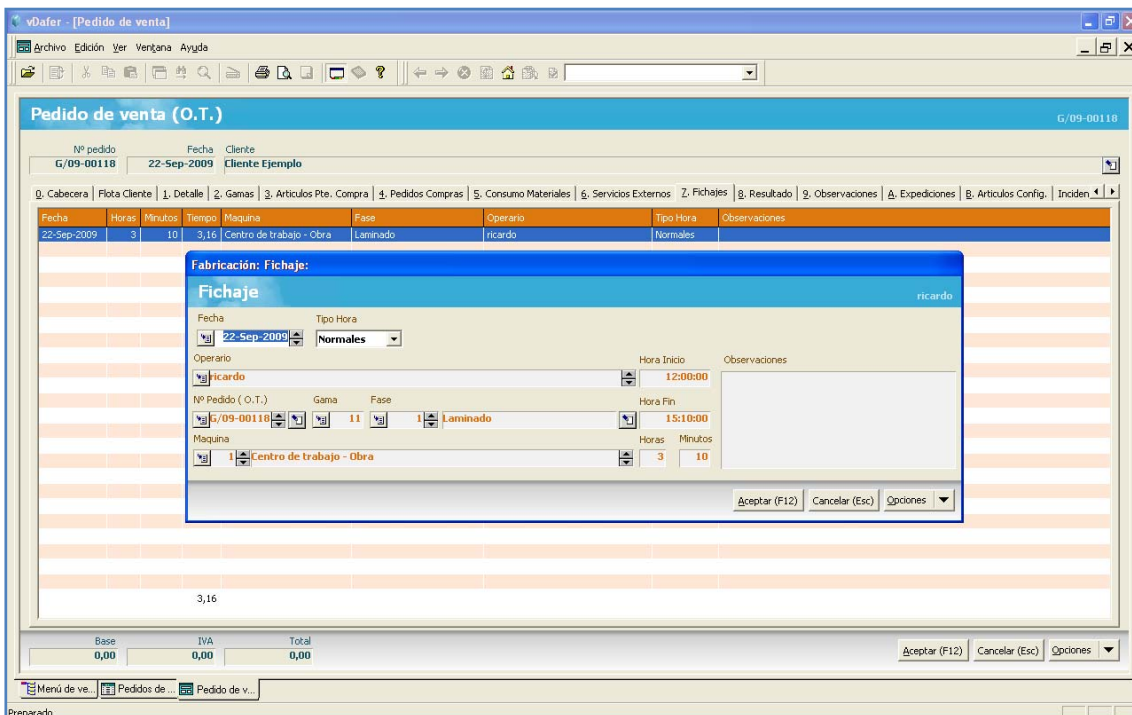 vDafer - [Pedido de venta]
Archivo Edición Ver Ventana Ayuda
Pedido de venta (O.T.) G/09-00118
Nº pedido Fecha Cliente
G/09-00118 22-Sep-2009 Cliente Ejemplo
0. Cabecera Flota Cliente 1. Detalle 2. Gamas 3. Articulos Pte. Compra 4. Pedidos Compras 5. Consumo Materiales 6. Servicios Externos 7. Fichajes 8. Resultado 9. Observaciones A. Expediciones B. Articulos Config. Inciden
Fecha Horas Minutos Tiempo Maquina Fase Operario Tipo Hora Observaciones
22-Sep-2009 3 10 3,16 Centro de trabajo - Obra Laminado ricardo Normales
Fabricación: Fichaje:
Fichaje ricardo
Fecha Tipo Hora
22-Sep-2009 Normales
Operario Hora Inicio Observaciones
ricardo 12:00:00
Nº Pedido ( O.T.) Gama Fase Hora Fin
G/09-00118 11 1 Laminado 15:10:00
Maquina Horas Minutos
1 Centro de trabajo - Obra 3 10
Aceptar (F12) Cancelar (Esc) Opciones
3,16
Base IVA Total
0,00 0,00 0,00
Aceptar (F12) Cancelar (Esc) Opciones
Menú de ve... Pedidos de ... Pedido de v...
Preparado